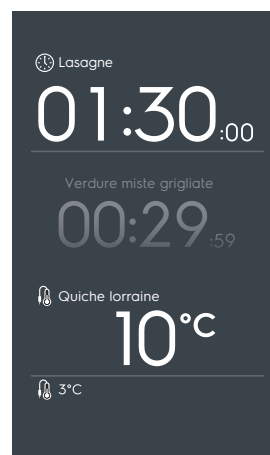 Lasagne
01:30:00
Verdure miste grigliate
00:29:59
Quiche lorraine
10°C
3°C